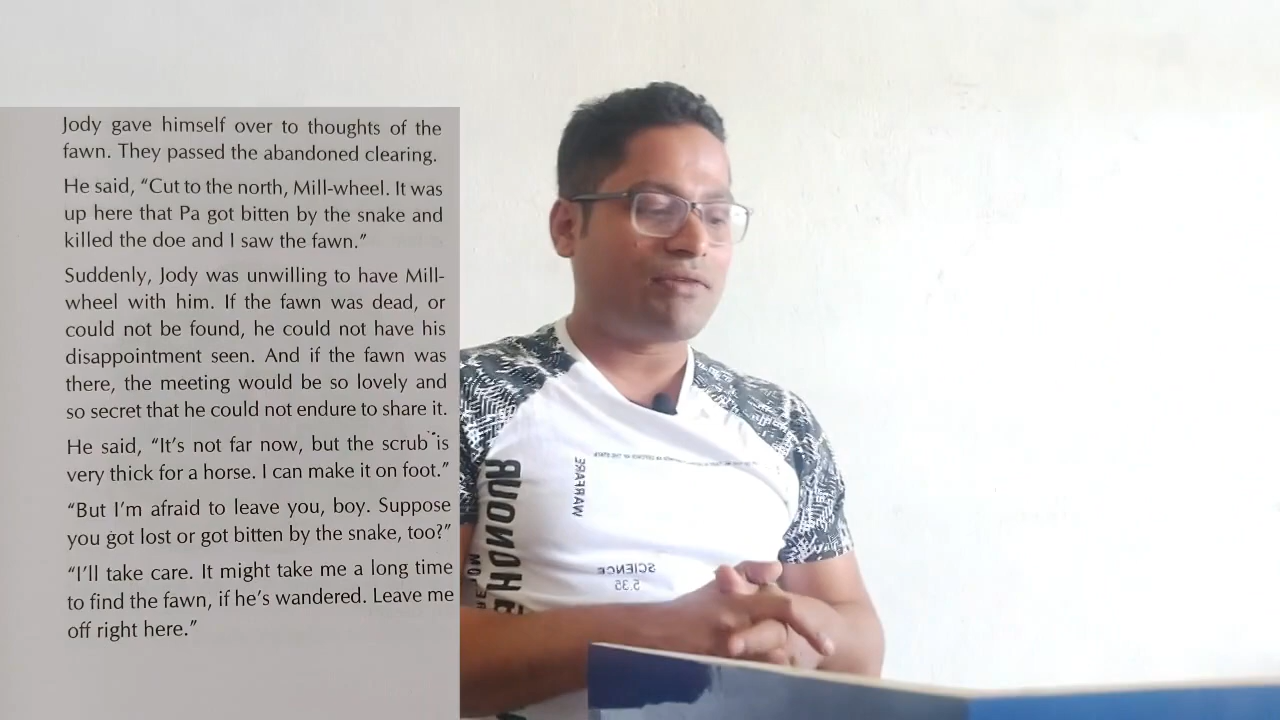 Jody gave himself over to thoughts of the
fawn. They passed the abandoned clearing.
He said, “Cut to the north, Mill-wheel. It was
up here that Pa got bitten by the snake and
killed the doe and I saw the fawn.”
Suddenly, Jody was unwilling to have Mill-
wheel with him. If the fawn was dead, or
could not be found, he could not have his
disappointment seen. And if the fawn was
there, the meeting would be so lovely and
so secret that he could not endure to share it.
He said, “It’s not far now, but the scrub is
very thick for a horse. I can make it on foot.”
“But I’m afraid to leave you, boy. Suppose
you got lost or got bitten by the snake, too?”
“I’ll take care. It might take me a long time
to find the fawn, if he’s wandered. Leave me
off right here.”
WARFARE
HONOUR
SCIENCE
5.35